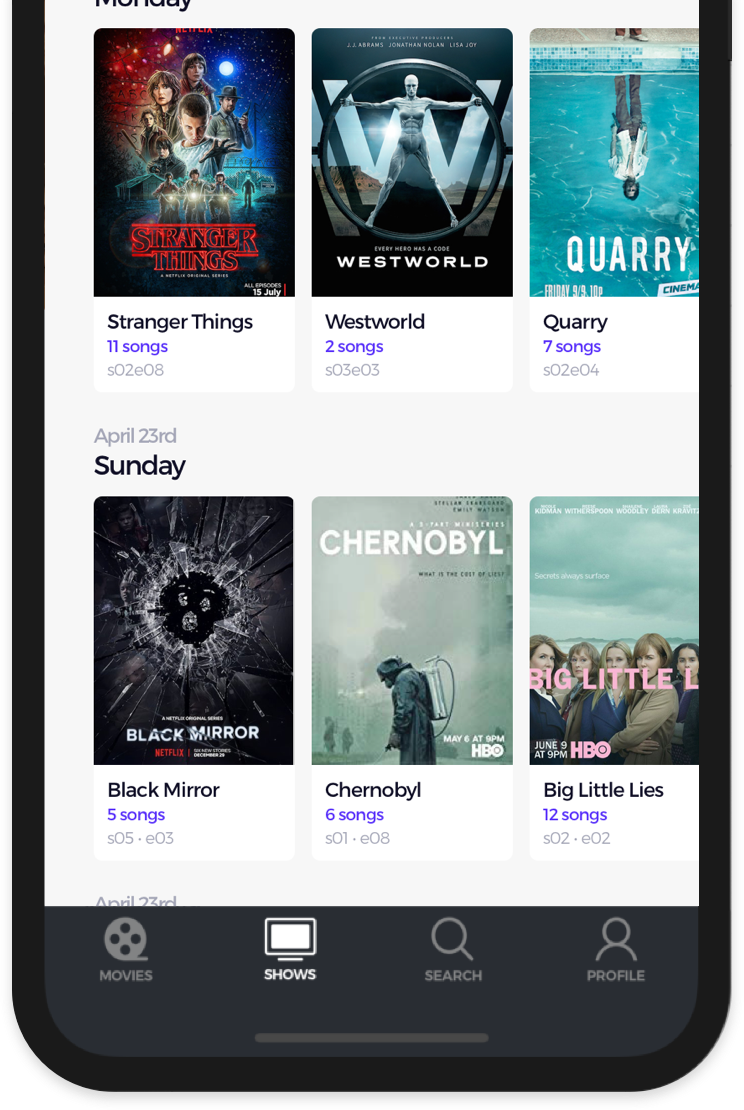 Monday
NETFLIX
STRANGER
THINGS
A NETFLIX ORIGINAL SERIES
ALL EPISODES
15 July
FROM EXECUTIVE PRODUCERS
J.J. ABRAMS JONATHAN NOLAN LISA JOY
EVERY HERO HAS A CODE
WESTWORLD
QUARRY
FRIDAY 9/9, 10p
CINEMA
Stranger Things
11 songs
s02e08
Westworld
2 songs
s03e03
Quarry
7 songs
s02e04
April 23rd
Sunday
A NETFLIX ORIGINAL SERIES
BLACK MIRROR
NETFLIX
SIX NEW STORIES
DECEMBER 29
STELLAN SKARSGARD
EMILY WATSON
A 5-PART MINISERIES
CHERNOBYL
WHAT IS THE COST OF LIES?
MAY 6 AT 9PM
HBO
KIDMAN WITHERSPOON WOODLEY DERN KRAVITZ
Secrets always surface
BIG LITTLE L
JUNE 9
AT 9PM HBO
Black Mirror
5 songs
s05 · e03
Chernobyl
6 songs
s01 · e08
Big Little Lies
12 songs
s02 · e02
April 23rd
MOVIES
SHOWS
SEARCH
PROFILE